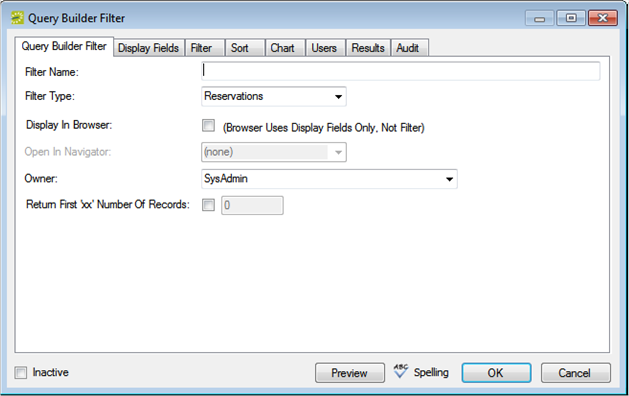 Query Builder Filter
Query Builder Filter Display Fields Filter Sort Chart Users Results Audit
Filter Name:
Filter Type: Reservations
Display In Browser: (Browser Uses Display Fields Only, Not Filter)
Open In Navigator: (none)
Owner: SysAdmin
Return First 'xx' Number Of Records: 0
Inactive Preview ABC Spelling OK Cancel